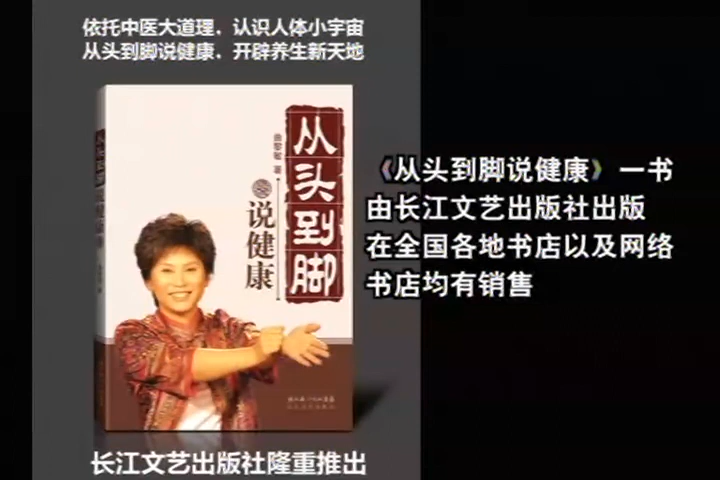 依托中医大道理，认识人体小宇宙
从头到脚说健康，开辟养生新天地
从头到脚
说健康
曲黎敏 著
《从头到脚说健康》一书
由长江文艺出版社出版
在全国各地书店以及网络
书店均有销售
长江文艺出版社隆重推出